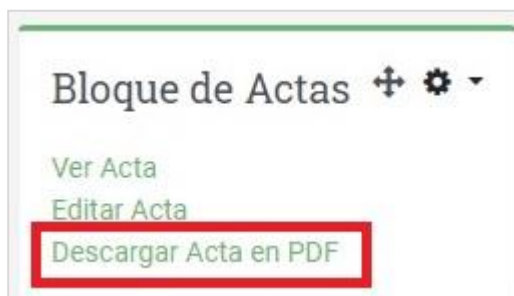 Bloque de Actas
Ver Acta
Editar Acta
Descargar Acta en PDF